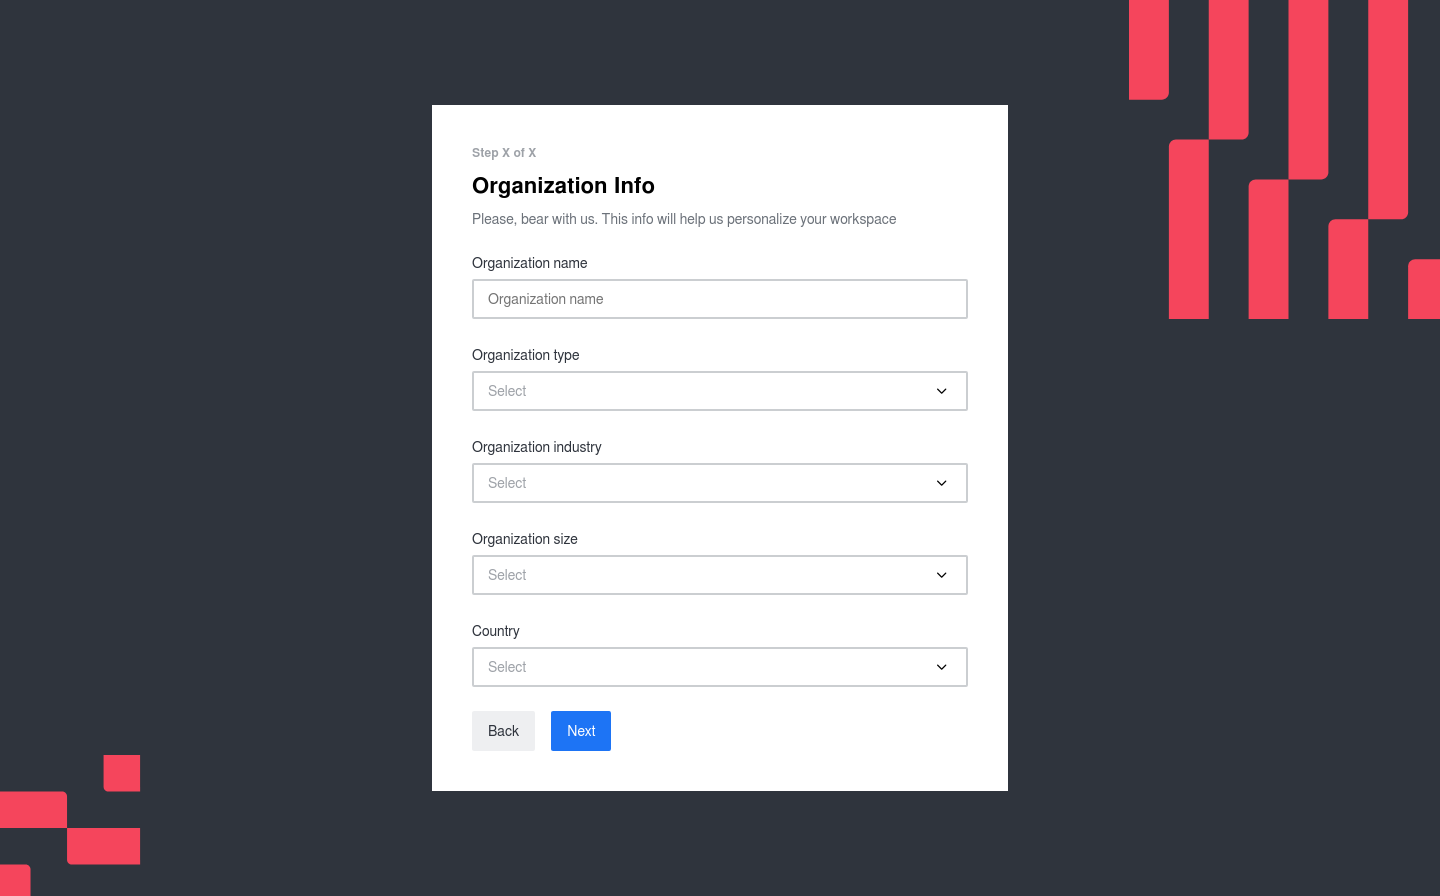 Step X of X
Organization Info
Please, bear with us. This info will help us personalize your workspace
Organization name
Organization name
Organization type
Select
Organization industry
Select
Organization size
Select
Country
Select
Back Next